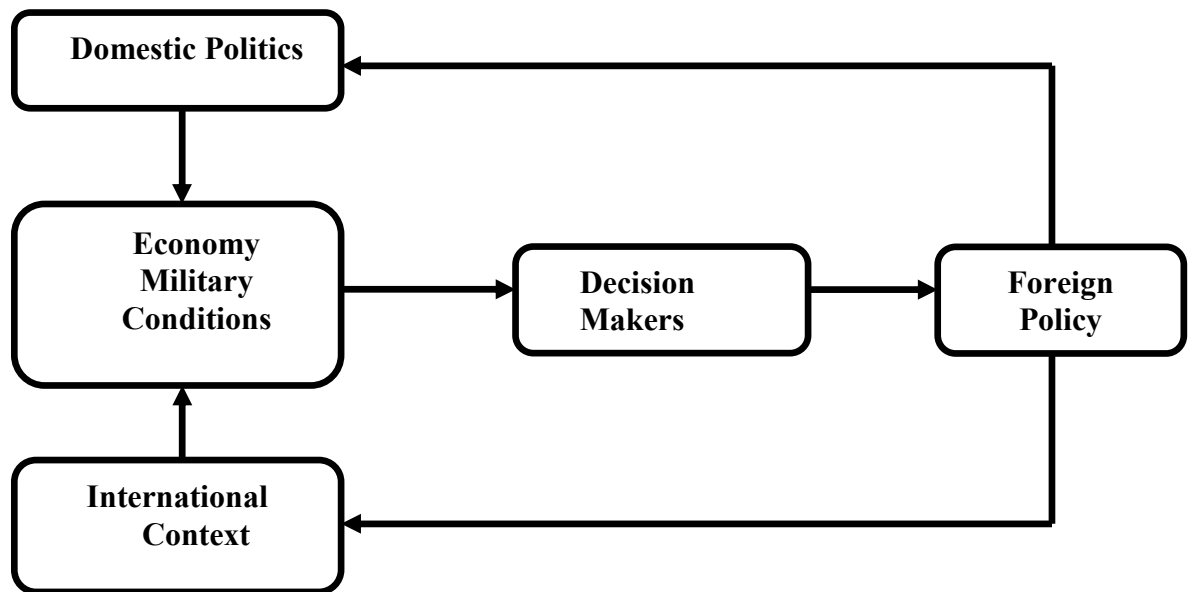 Domestic Politics
Economy
Military
Conditions
Decision
Makers
Foreign
Policy
International
Context